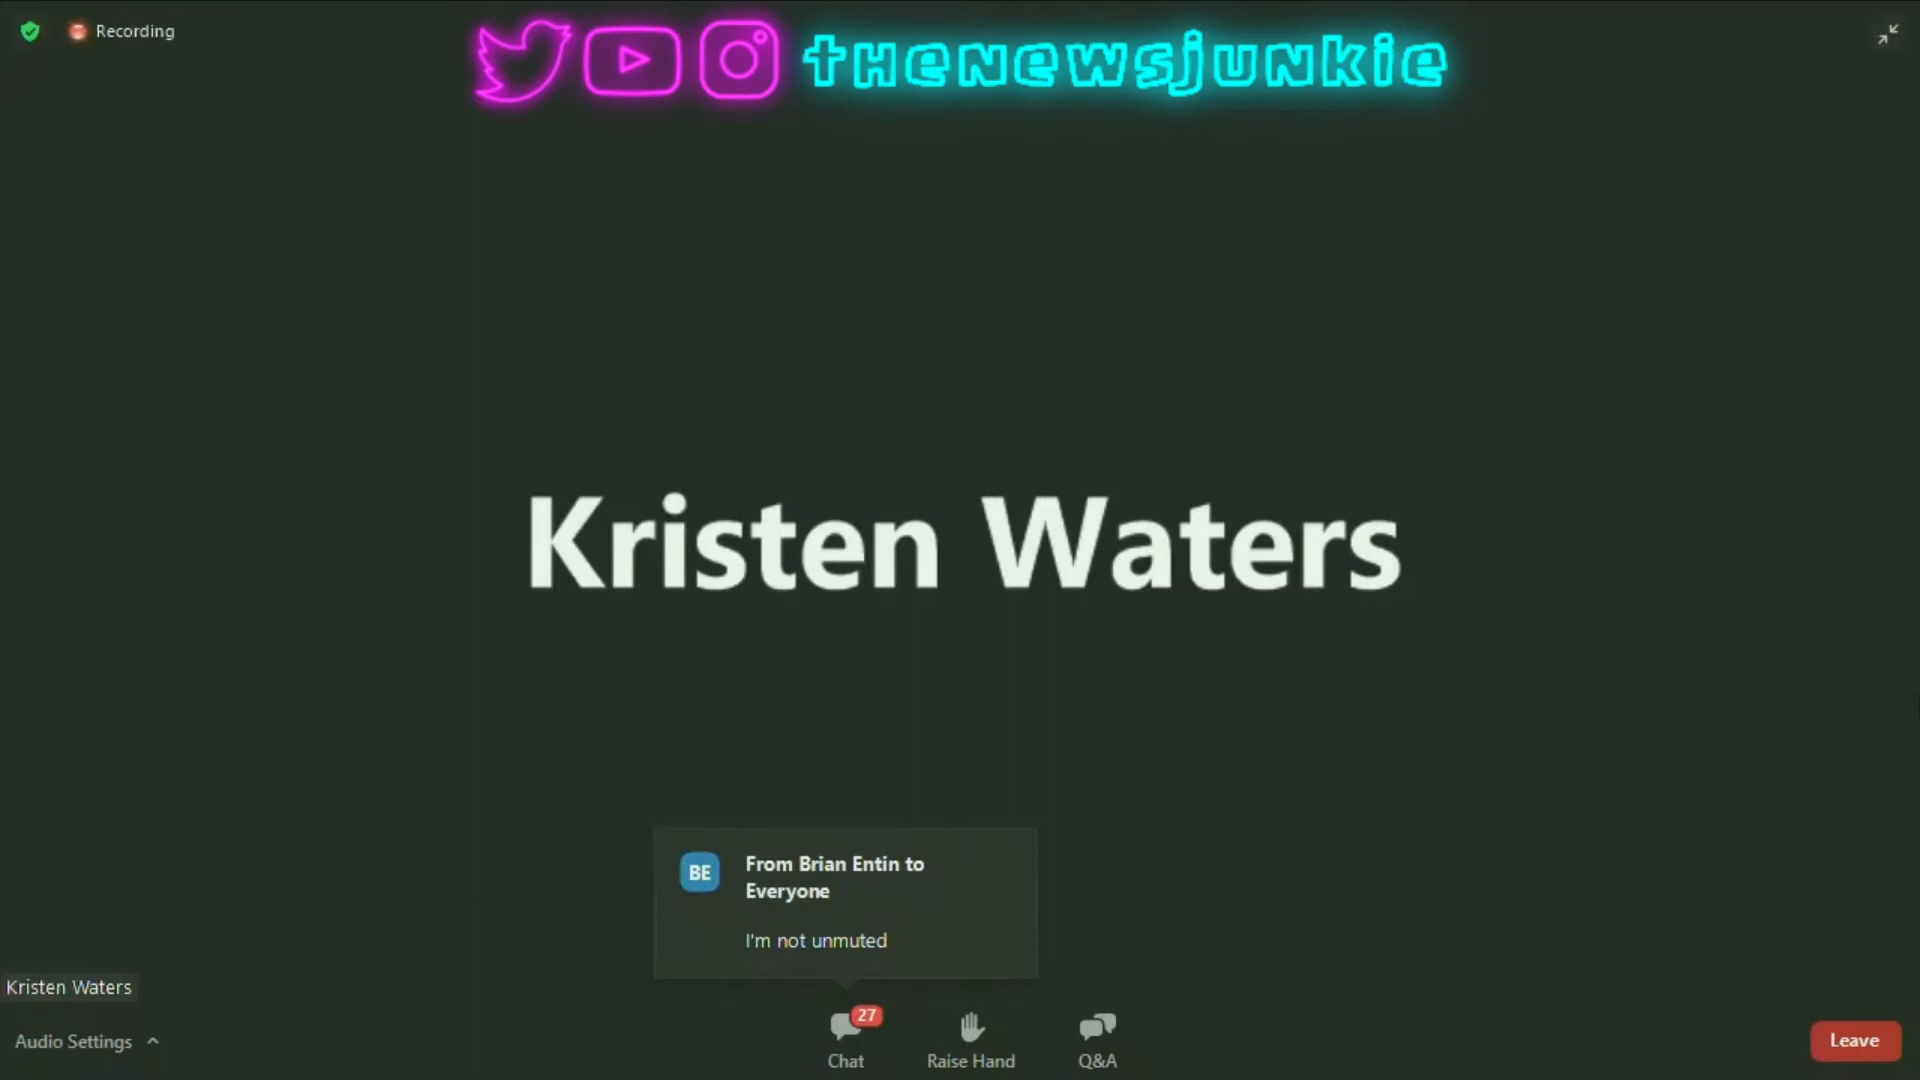 Recording
thenewsjunkie
Kristen Waters
BE
From Brian Entin to
Everyone
I'm not unmuted
Kristen Waters
Audio Settings
27
Chat
Raise Hand
Q&A
Leave